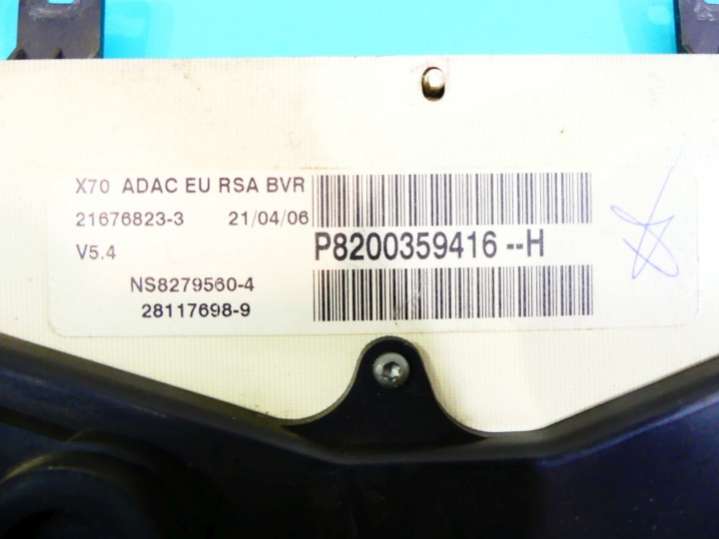 X70 ADAC EU RSA BVR
21676823-3 21/04/06
V5.4
P8200359416--H
NS8279560-4
28117698-9